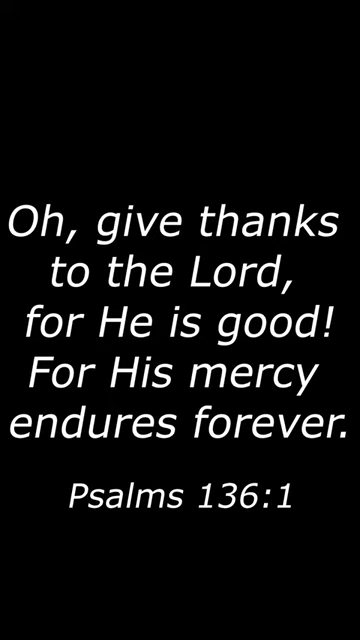 Oh, give thanks
to the Lord,
for He is good!
For His mercy
endures forever.
Psalms 136:1